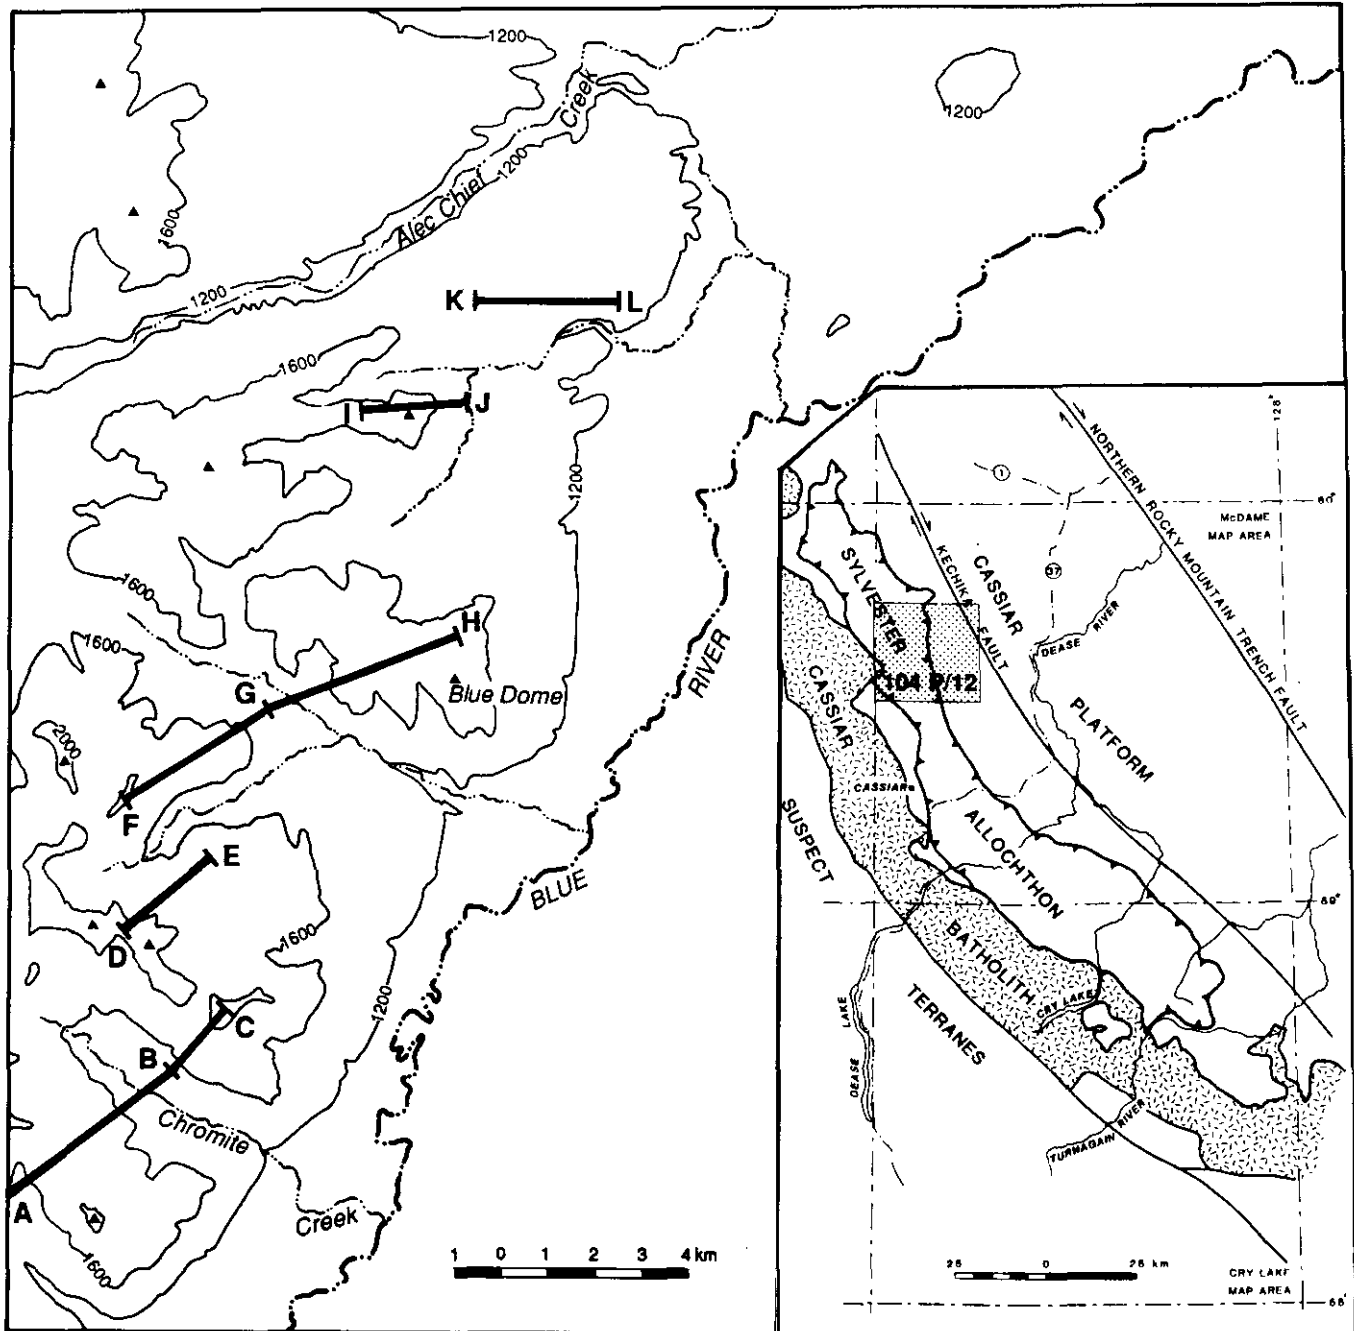 1200
Creek
1200
1200
Alec Chief
1600
1200
K L
1600
I J
1200
1600
1600
H
RIVER
G
Blue Dome
2000
F
E
BLUE
D
1600
C
1200
B
Chromite
A
Creek
1600
1 0 1 2 3 4 km
128°
NORTHERN ROCKY MOUNTAIN TRENCH FAULT
1
60°
McDAME
MAP AREA
KECHIKA FAULT
CASSIAR
SYLVESTER
37
DEASE RIVER
104 P/12
CASSIAR
PLATFORM
CASSIAR
SUSPECT
ALLOCHTHON
59°
BATHOLITH
CRY LAKE
TERRANES
DEASE LAKE
TURNAGAIN RIVER
25 0 25 km
CRY LAKE
MAP AREA
58°